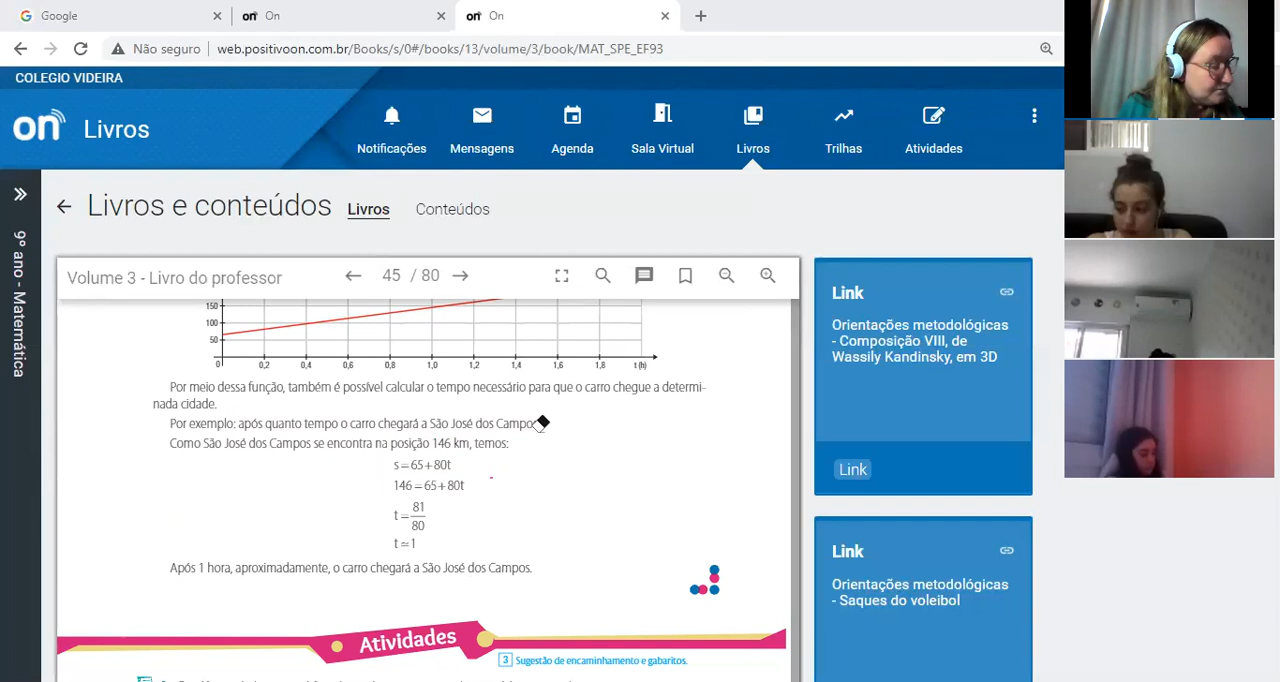 Google
On
On
Não seguro
web.positivoon.com.br/Books/s/0#/books/13/volume/3/book/MAT_SPE_EF93
COLEGIO VIDEIRA
on Livros
Notificações
Mensagens
Agenda
Sala Virtual
Livros
Trilhas
Atividades
Livros e conteúdos
Livros
Conteúdos
9º ano - Matemática
Volume 3 - Livro do professor
45 / 80
150
100
50
0 0,2 0,4 0,6 0,8 1,0 1,2 1,4 1,6 1,8 t (h)
Por meio dessa função, também é possível calcular o tempo necessário para que o carro chegue a determi-
nada cidade.
Por exemplo: após quanto tempo o carro chegará a São José dos Campo
Como São José dos Campos se encontra na posição 146 km, temos:
s=65+80t
146=65+80t
t=81/80
t≃1
Após 1 hora, aproximadamente, o carro chegará a São José dos Campos.
Atividades
3 Sugestão de encaminhamento e gabaritos.
Link
Orientações metodológicas
- Composição VIII, de
Wassily Kandinsky, em 3D
Link
Link
Orientações metodológicas
- Saques do voleibol